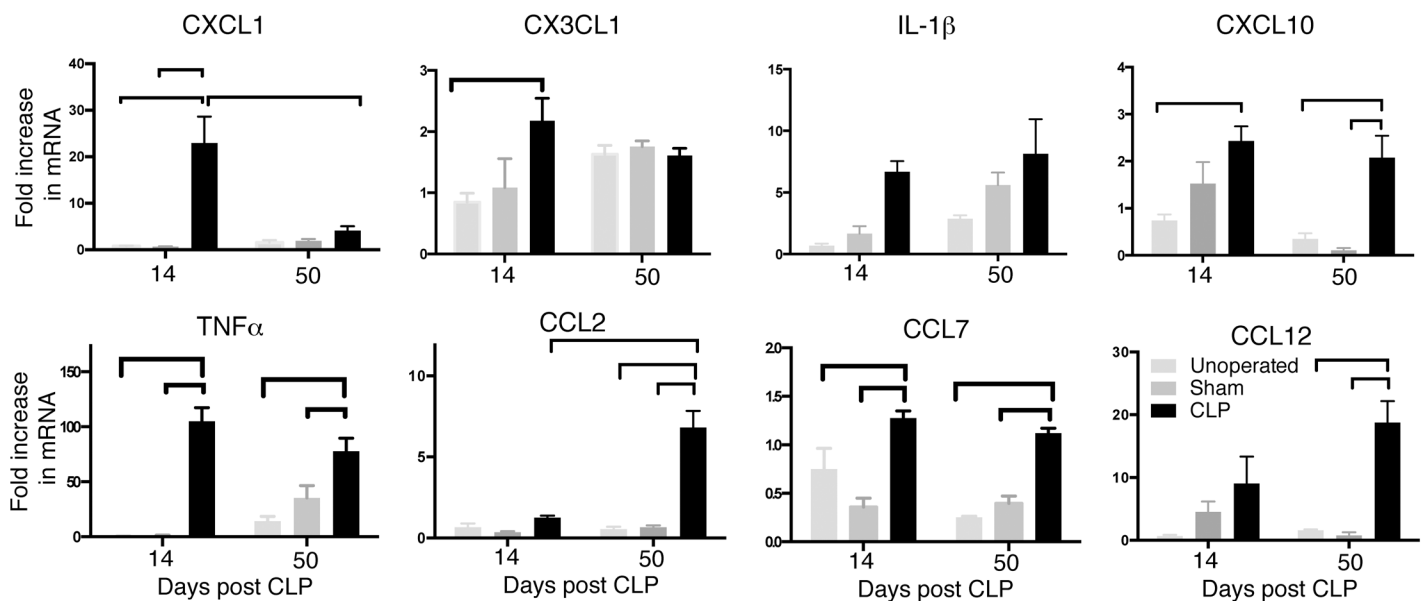 CXCL1
CX3CL1
IL-1β
CXCL10
Fold increase
in mRNA
40
30
20
10
0
14
50
3
2
1
0
14
50
15
10
5
0
14
50
4
3
2
1
0
14
50
TNFα
CCL2
CCL7
CCL12
Fold increase
in mRNA
150
100
50
0
14
50
Days post CLP
10
5
0
14
50
Days post CLP
2.0
1.5
1.0
0.5
0.0
14
50
Days post CLP
30
20
10
0
Unoperated
Sham
CLP
14
50
Days post CLP